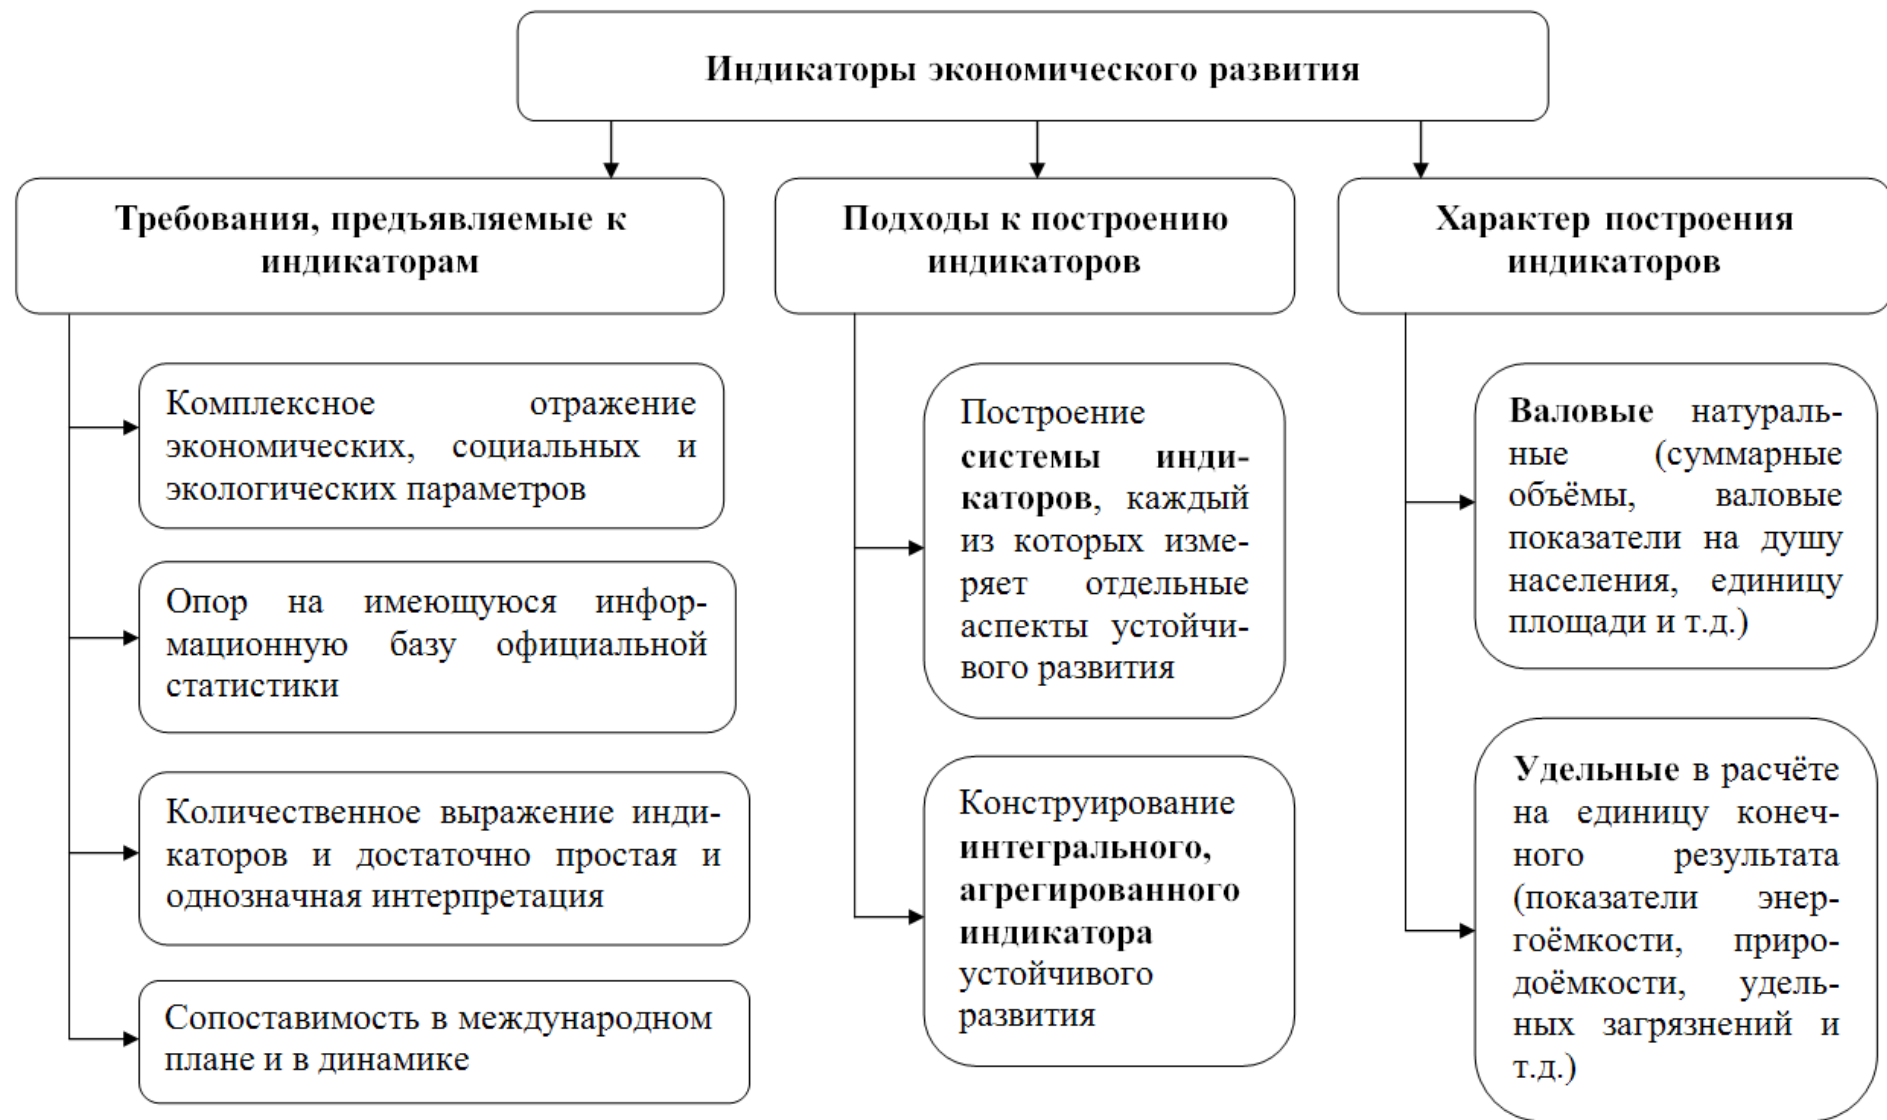 Индикаторы экономического развития
Требования, предъявляемые к
индикаторам
Комплексное отражение
экономических, социальных и
экологических параметров
Опор на имеющуюся инфор-
мационную базу официальной
статистики
Количественное выражение инди-
каторов и достаточно простая и
однозначная интерпретация
Сопоставимость в международном
плане и в динамике
Подходы к построению
индикаторов
Построение
системы инди-
каторов, каждый
из которых изме-
ряет отдельные
аспекты устойчи-
вого развития
Конструирование
интегрального,
агрегированного
индикатора
устойчивого
развития
Характер построения
индикаторов
Валовые натураль-
ные (суммарные
объёмы, валовые
показатели на душу
населения, единицу
площади и т.д.)
Удельные в расчёте
на единицу конеч-
ного результата
(показатели энер-
гоёмкости, приро-
доёмкости, удель-
ных загрязнений и
т.д.)